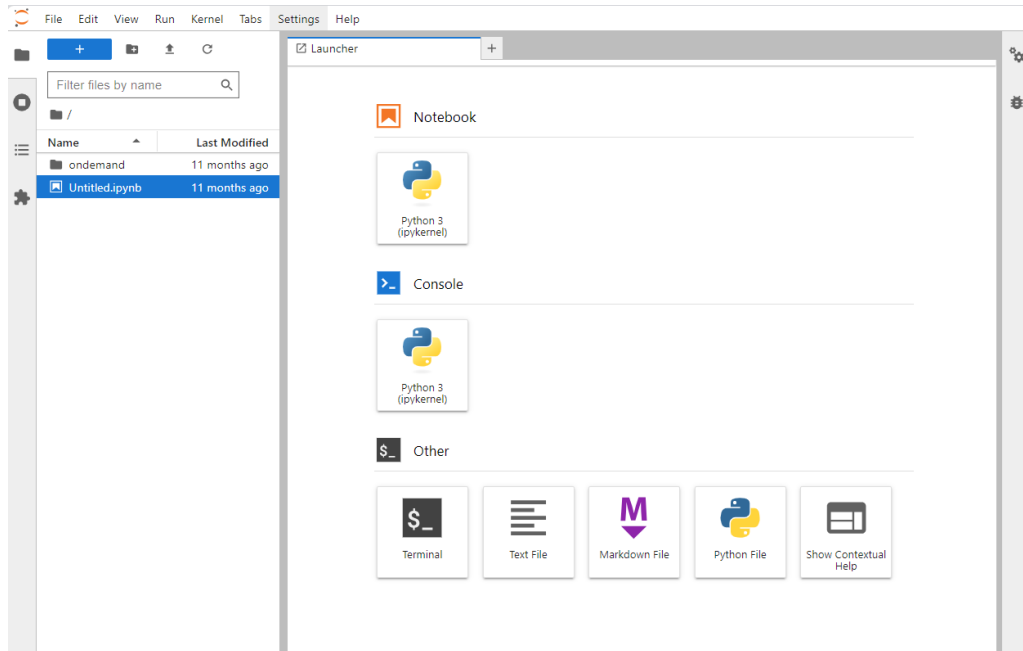 File Edit View Run Kernel Tabs Settings Help
+
Filter files by name
/
Name Last Modified
ondemand 11 months ago
Untitled.ipynb 11 months ago
Launcher +
Notebook
Python 3
(ipykernel)
>_ Console
Python 3
(ipykernel)
$_ Other
$_
Terminal
Text File
M
Markdown File
Python File
Show Contextual
Help